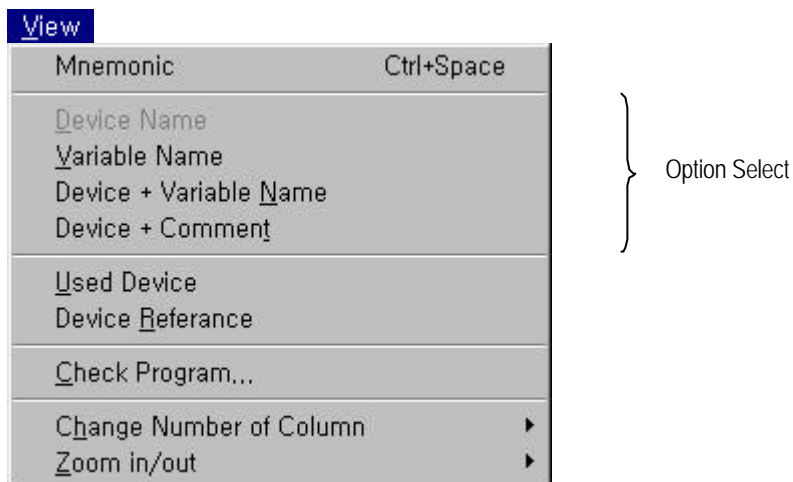 View
Mnemonic Ctrl+Space
Device Name
Variable Name
Device + Variable Name
Device + Comment
Option Select
Used Device
Device Referance
Check Program...
Change Number of Column
Zoom in/out